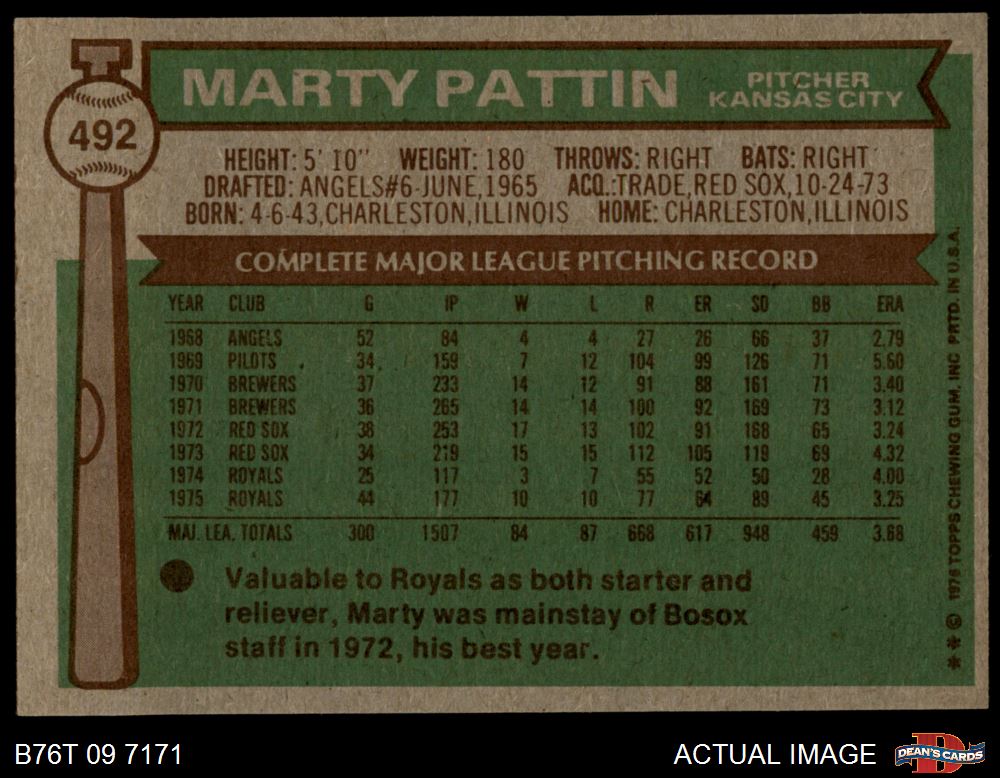 492
MARTY PATTIN
PITCHER
KANSAS CITY
HEIGHT: 5' 10" WEIGHT: 180 THROWS: RIGHT BATS: RIGHT
DRAFTED: ANGELS#6-JUNE,1965 ACQ.:TRADE,RED SOX,10-24-73
BORN: 4-6-43,CHARLESTON,ILLINOIS HOME: CHARLESTON,ILLINOIS
COMPLETE MAJOR LEAGUE PITCHING RECORD
YEAR CLUB G IP W L R ER SO BB ERA
1968 ANGELS 52 84 4 4 27 26 66 37 2.79
1969 PILOTS 34 159 7 12 104 99 126 71 5.60
1970 BREWERS 37 233 14 12 91 88 161 71 3.40
1971 BREWERS 36 265 14 14 100 92 169 73 3.12
1972 RED SOX 38 253 17 13 102 91 168 65 3.24
1973 RED SOX 34 219 15 15 112 105 119 69 4.32
1974 ROYALS 25 117 3 7 55 52 50 28 4.00
1975 ROYALS 44 177 10 10 77 64 89 45 3.25
MAJ. LEA. TOTALS 300 1507 84 87 668 617 948 459 3.68
Valuable to Royals as both starter and
reliever, Marty was mainstay of Bosox
staff in 1972, his best year.
** © 1976 TOPPS CHEWING GUM, INC PRTD. IN U.S.A.
B76T 09 7171
ACTUAL IMAGE
DEAN'S CARDS